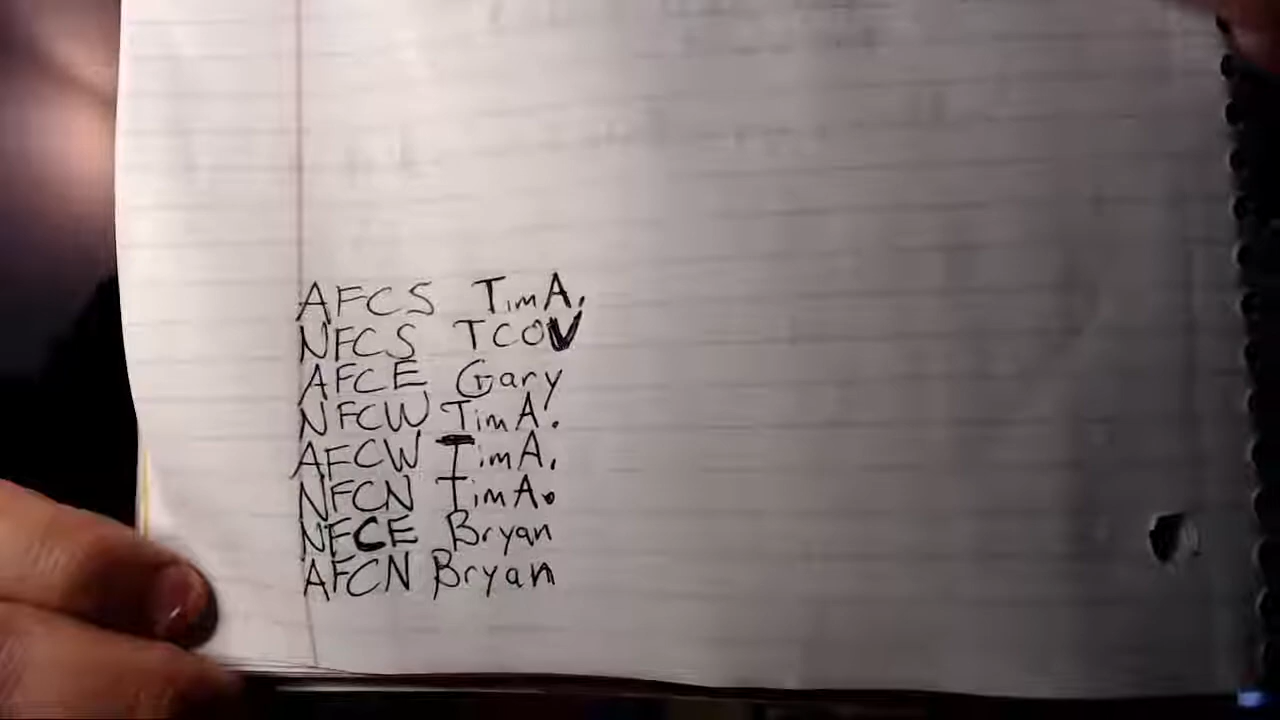 AFCS TimA.
NFCS TCOV
AFCE Gary
NFCW TimA.
AFCW TimA.
NFCN TimA.
NFCE Bryan
AFCN Bryan